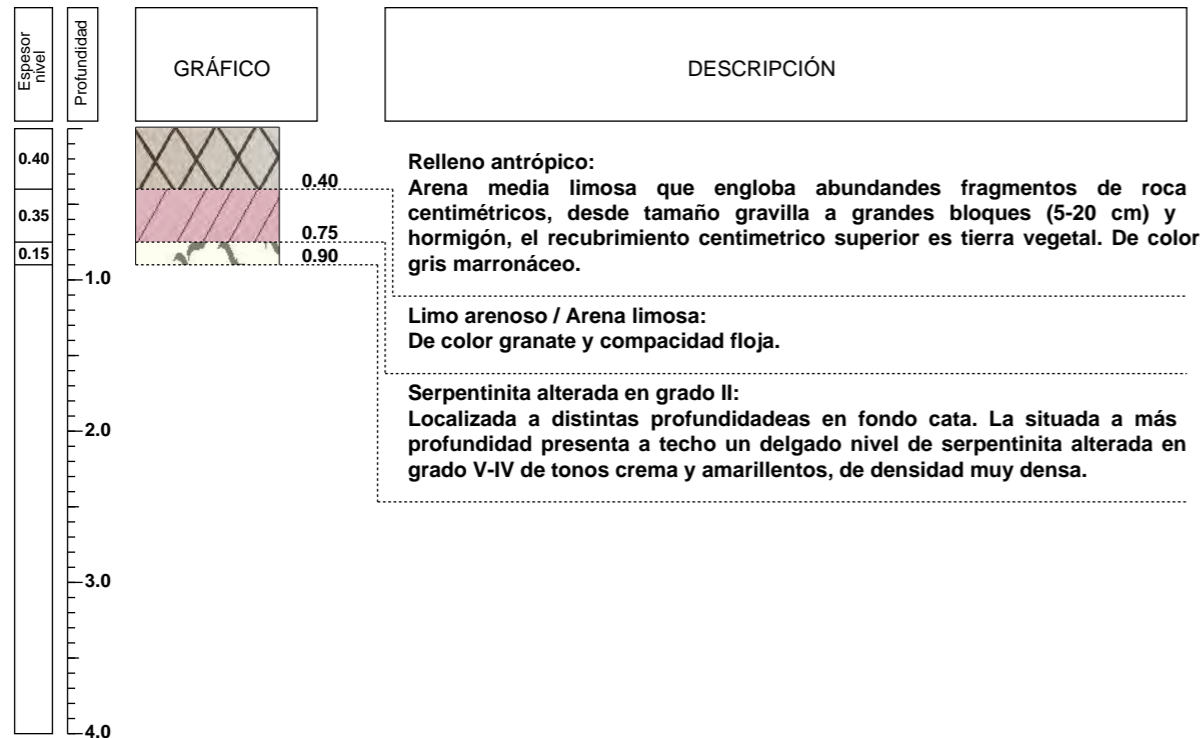 Espesor
nivel
Profundidad
GRÁFICO
DESCRIPCIÓN
0.40
0.35
0.15
1.0
2.0
3.0
4.0
0.40
0.75
0.90
Relleno antrópico:
Arena media limosa que engloba abundandes fragmentos de roca
centimétricos, desde tamaño gravilla a grandes bloques (5-20 cm) y
hormigón, el recubrimiento centimetrico superior es tierra vegetal. De color
gris marronáceo.
Limo arenoso / Arena limosa:
De color granate y compacidad floja.
Serpentinita alterada en grado II:
Localizada a distintas profundidadeas en fondo cata. La situada a más
profundidad presenta a techo un delgado nivel de serpentinita alterada en
grado V-IV de tonos crema y amarillentos, de densidad muy densa.